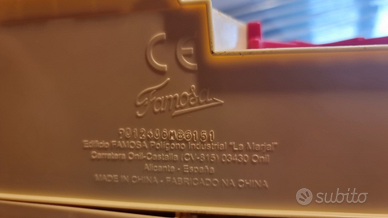 CE
Famosa
Edificio FAMOSA Polígono Industrial "La Marjal"
Carretera Onil-Castalla (CV-815) 03430 Onil
Alicante - España
MADE IN CHINA - FABRICADO NA CHINA
subito